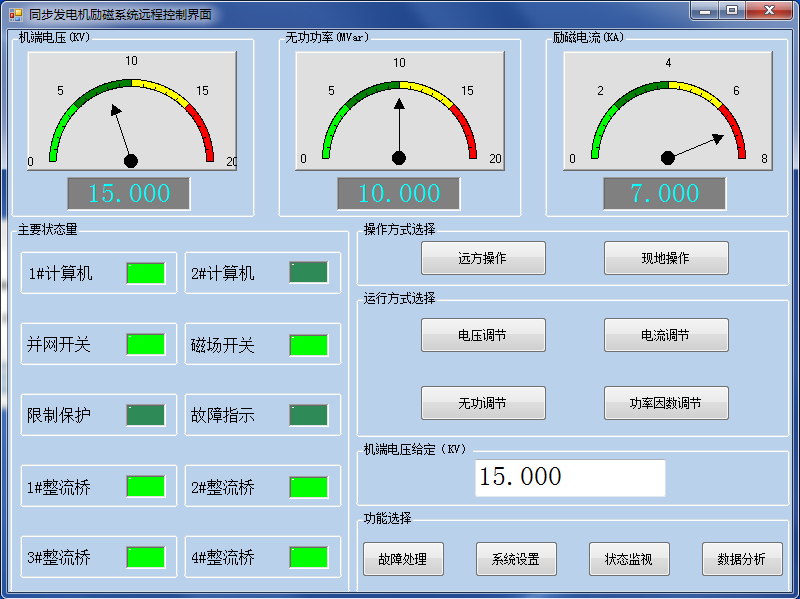 同步发电机励磁系统远程控制界面
机端电压(KV)
无功功率(MVar)
励磁电流(KA)
0 5 10 15 20
0 5 10 15 20
0 2 4 6 8
15.000
10.000
7.000
主要状态量
1#计算机
2#计算机
并网开关
磁场开关
限制保护
故障指示
1#整流桥
2#整流桥
3#整流桥
4#整流桥
操作方式选择
远方操作
现地操作
运行方式选择
电压调节
电流调节
无功调节
功率因数调节
机端电压给定（KV）
15.000
功能选择
故障处理
系统设置
状态监视
数据分析